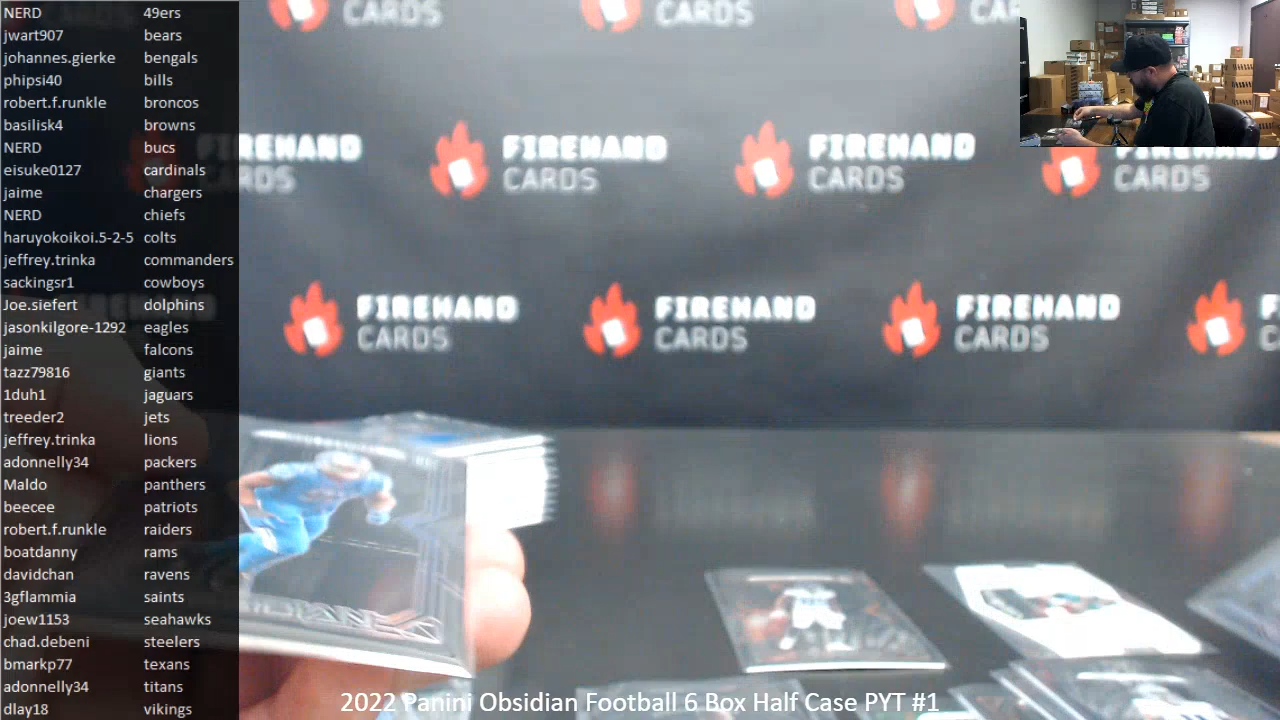 NERD 49ers
jwart907 bears
johannes.gierke bengals
phipsi40 bills
robert.f.runkle broncos
basilisk4 browns
NERD bucs
eisuke0127 cardinals
jaime chargers
NERD chiefs
haruyokoikoi.5-2-5 colts
jeffrey.trinka commanders
sackingsr1 cowboys
Joe.siefert dolphins
jasonkilgore-1292 eagles
jaime falcons
tazz79816 giants
1duh1 jaguars
treeder2 jets
jeffrey.trinka lions
adonnelly34 packers
Maldo panthers
beecee patriots
robert.f.runkle raiders
boatdanny rams
davidchan ravens
3gflammia saints
joew1153 seahawks
chad.debeni steelers
bmarkp77 texans
adonnelly34 titans
dlay18 vikings
FIREHAND
CARDS
CARDS
FIREHAND
CARDS
FIREHAND
CARDS
FIREHAND
CARDS
FIREHAND
CARDS
FIREHAND
CARDS
FIREHAND
CARDS
2022 Panini Obsidian Football 6 Box Half Case PYT #1